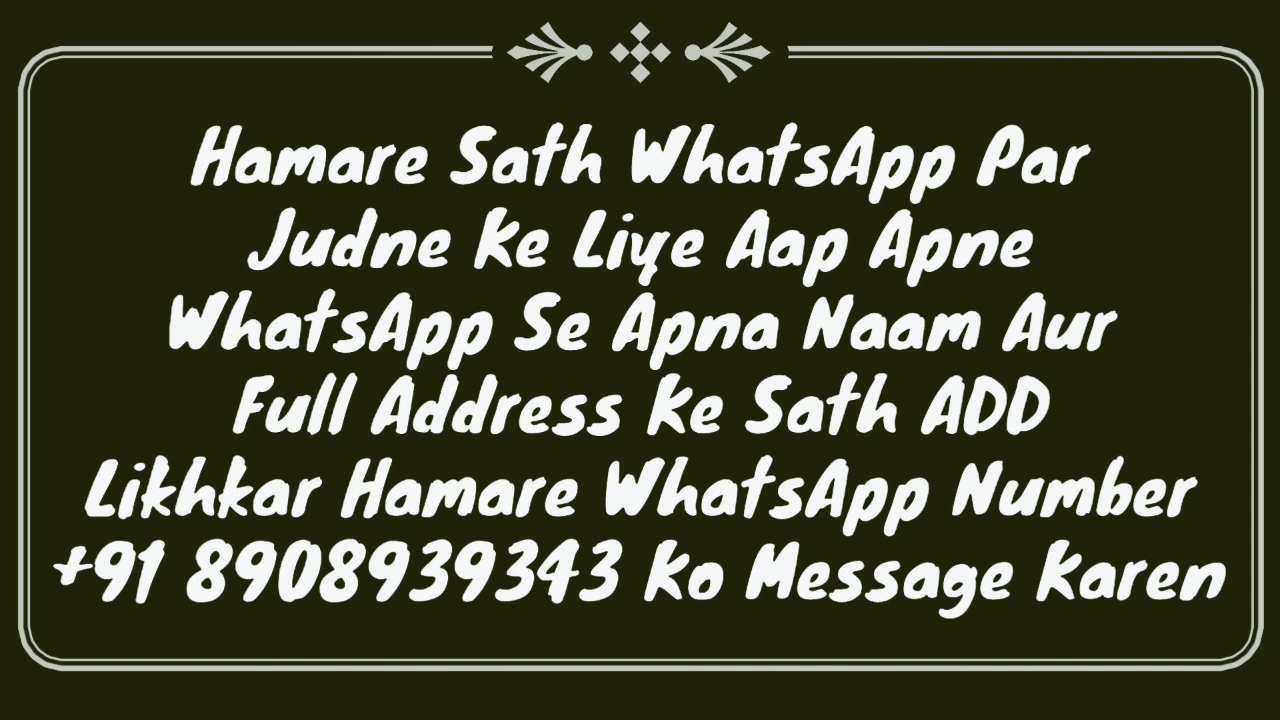 Hamare Sath WhatsApp Par
Judne Ke Liye Aap Apne
WhatsApp Se Apna Naam Aur
Full Address Ke Sath ADD
Likhkar Hamare WhatsApp Number
+91 8908939343 Ko Message Karen